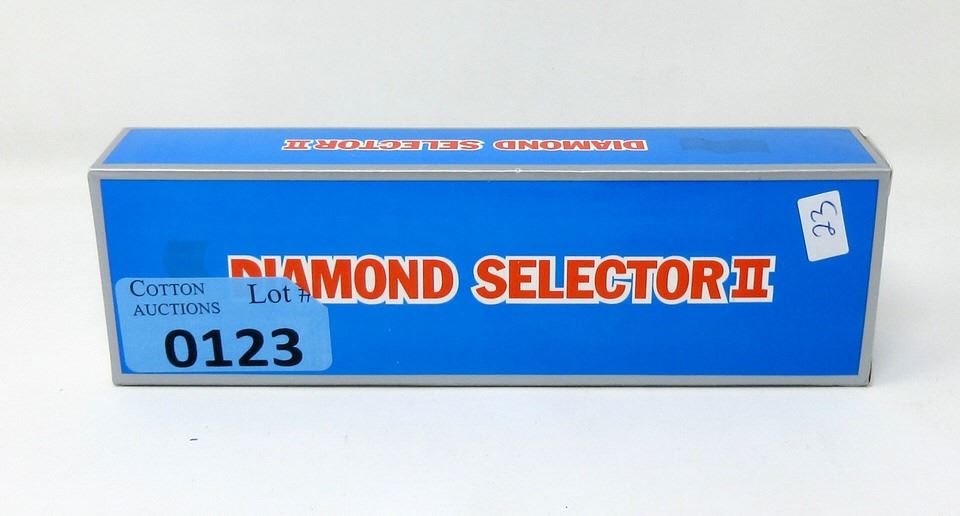 DIAMOND SELECTOR II
23
DIAMOND SELECTOR II
COTTON AUCTIONS Lot #
0123